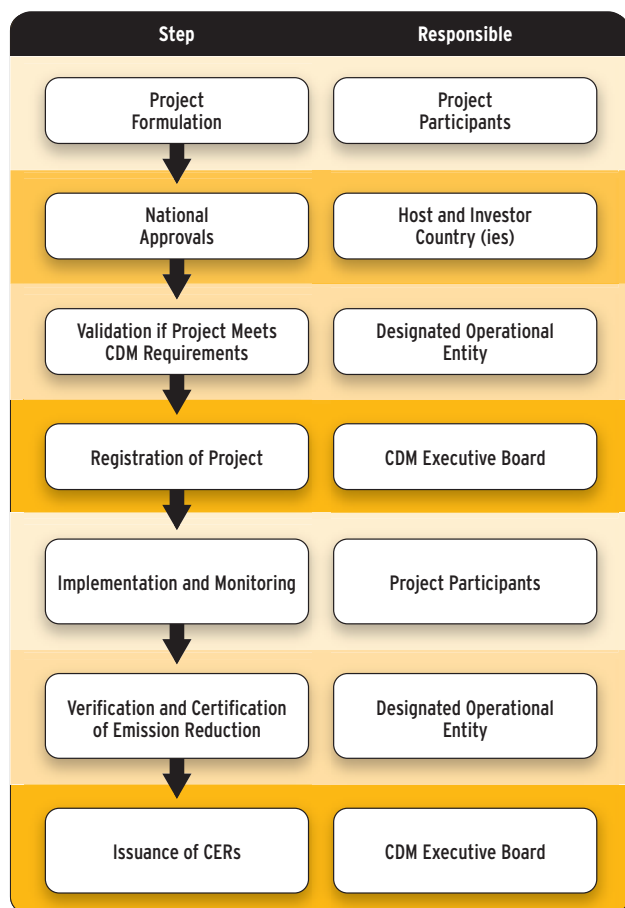 Step
Responsible
Project
Formulation
Project
Participants
National
Approvals
Host and Investor
Country (ies)
Validation if Project Meets
CDM Requirements
Designated Operational
Entity
Registration of Project
CDM Executive Board
Implementation and Monitoring
Project Participants
Verification and Certification
of Emission Reduction
Designated Operational
Entity
Issuance of CERs
CDM Executive Board